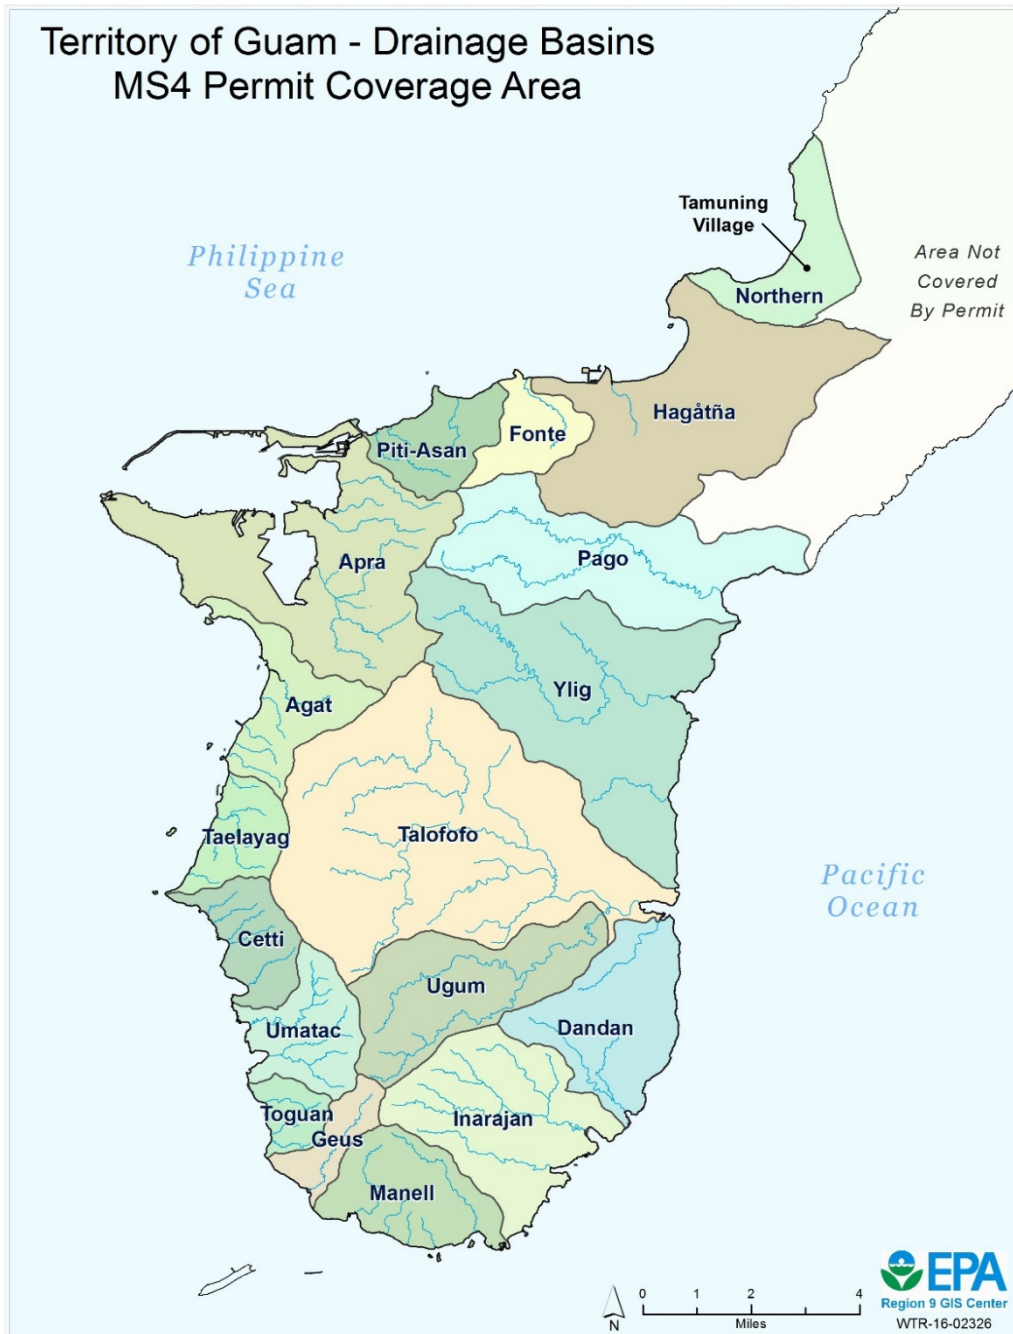 Territory of Guam - Drainage Basins
MS4 Permit Coverage Area
Tamuning
Village
Philippine
Sea
Area Not
Covered
By Permit
Northern
Hagåtña
Fonte
Piti-Asan
Pago
Apra
Ylig
Agat
Talofofo
Taelayag
Pacific
Ocean
Cetti
Ugum
Umatac
Dandan
Toguan
Inarajan
Geus
Manell
EPA
Region 9 GIS Center
WTR-16-02326
0 1 2 4
Miles
N